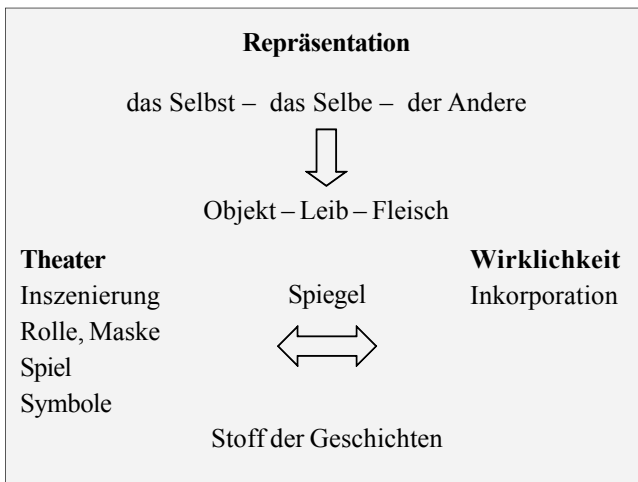 Repräsentation
das Selbst – das Selbe – der Andere
Objekt – Leib – Fleisch
Theater
Inszenierung
Rolle, Maske
Spiel
Symbole
Spiegel
Wirklichkeit
Inkorporation
Stoff der Geschichten